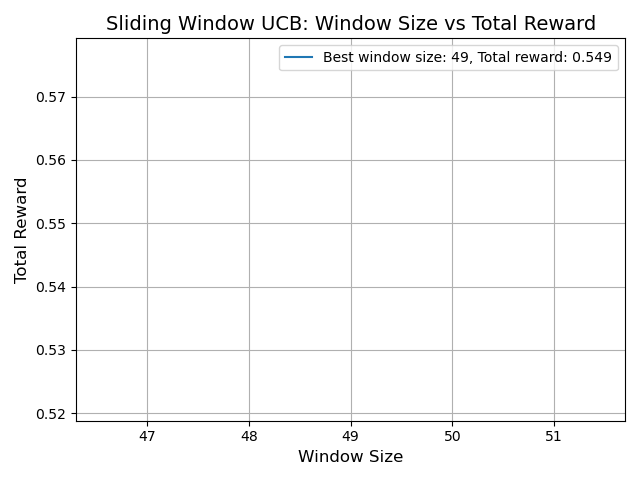 Sliding Window UCB: Window Size vs Total Reward
Best window size: 49, Total reward: 0.549
Total Reward
0.57
0.56
0.55
0.54
0.53
0.52
47 48 49 50 51
Window Size